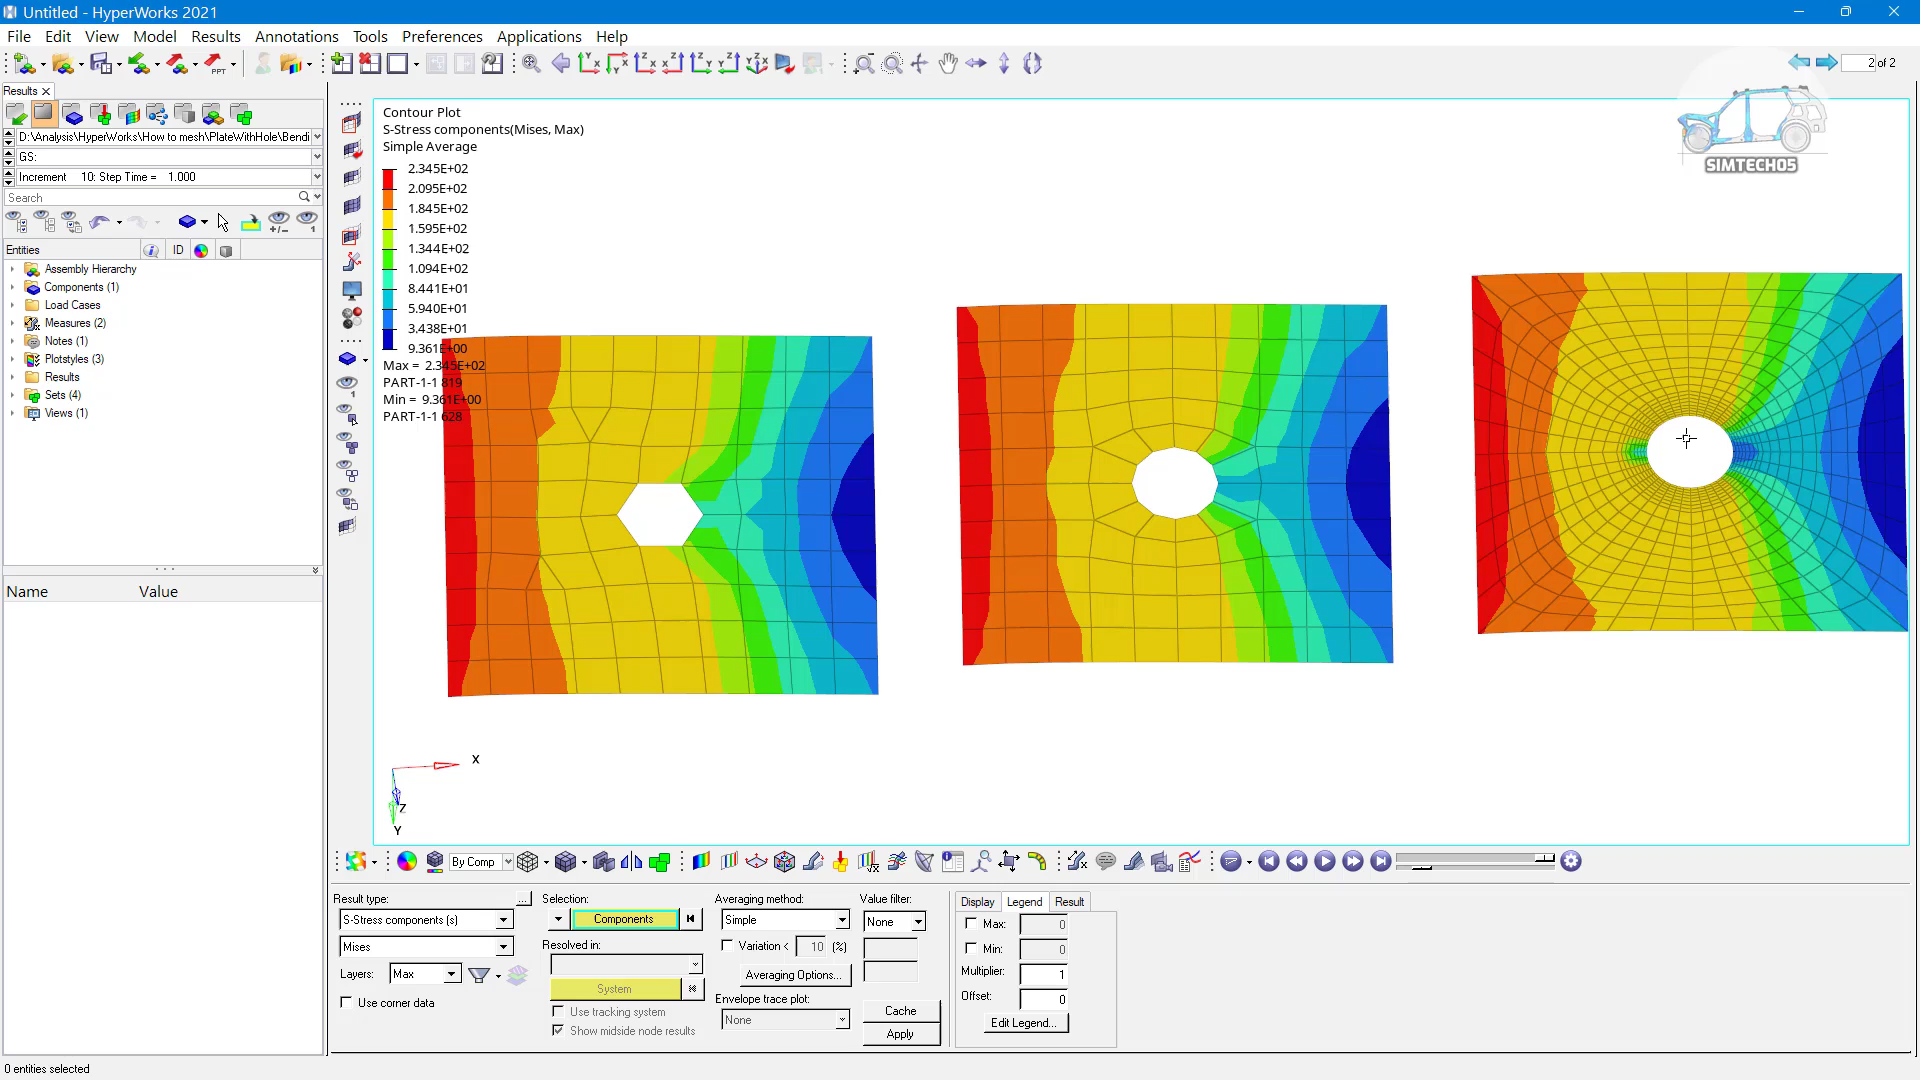 Untitled - HyperWorks 2021
File Edit View Model Results Annotations Tools Preferences Applications Help
2 of 2
Results
D:\Analysis\HyperWorks\How to mesh\PlateWithHole\Bendi
GS:
Increment 10: Step Time = 1.000
Search
Entities ID
Assembly Hierarchy
Components (1)
Load Cases
Measures (2)
Notes (1)
Plotstyles (3)
Results
Sets (4)
Views (1)
Name Value
Contour Plot
S-Stress components(Mises, Max)
Simple Average
2.345E+02
2.095E+02
1.845E+02
1.595E+02
1.344E+02
1.094E+02
8.441E+01
5.940E+01
3.438E+01
9.361E+00
Max = 2.345E+02
PART-1-1 819
Min = 9.361E+00
PART-1-1 628
SIMTECH05
X
Z
Y
By Comp
Result type: ...
S-Stress components (s)
Mises
Layers: Max
Use corner data
Selection:
Components
Resolved in:
System
Use tracking system
Show midside node results
Averaging method:
Simple
Variation < 10 (%)
Averaging Options...
Envelope trace plot:
None
Value filter:
None
Cache
Apply
Display Legend Result
Max: 0
Min: 0
Multiplier: 1
Offset: 0
Edit Legend...
0 entities selected